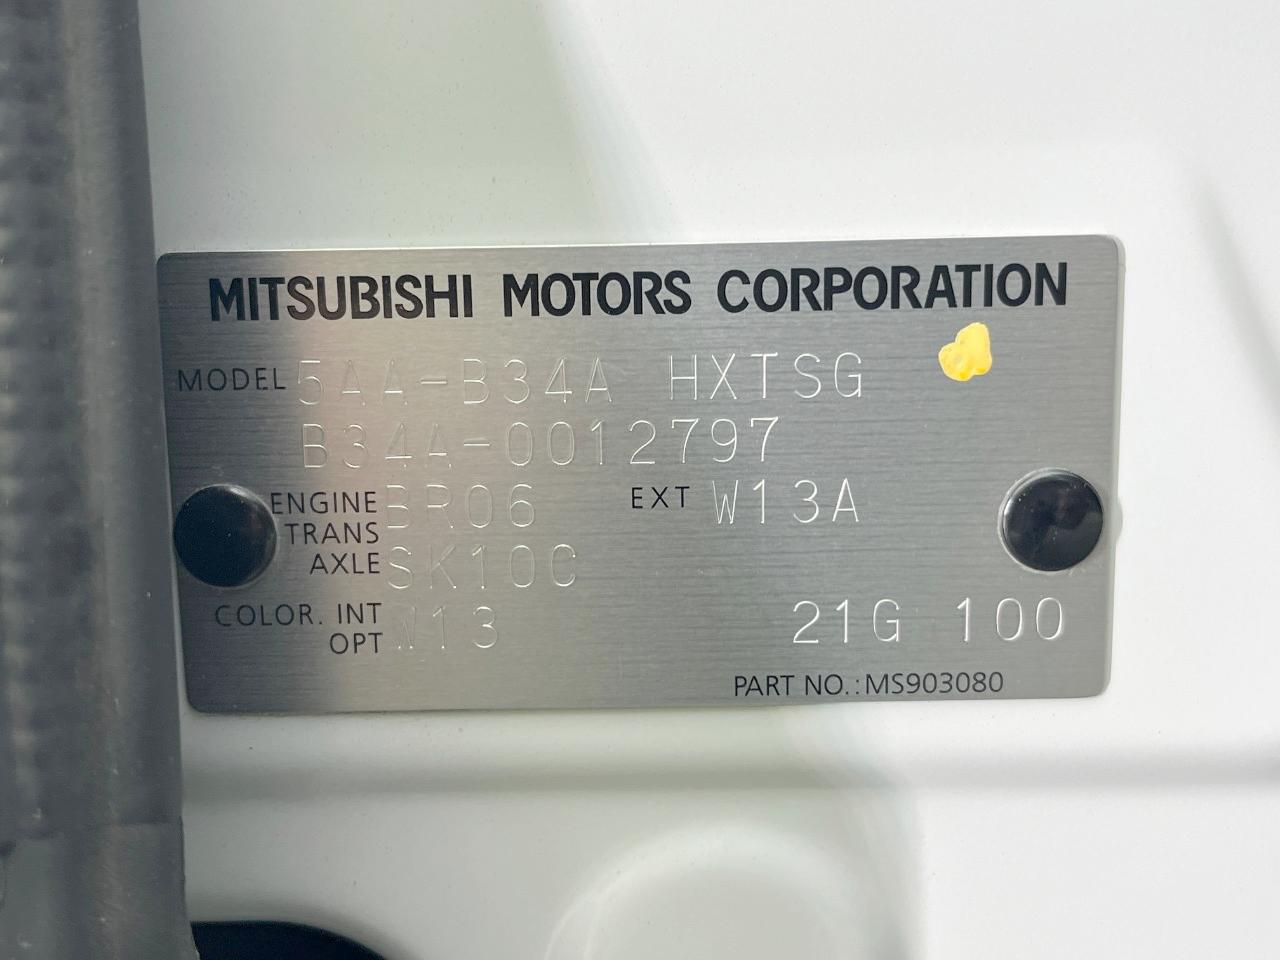 MITSUBISHI MOTORS CORPORATION
MODEL 5AA-B34A HXTSG
B34A-0012797
ENGINE BR06 EXT W13A
TRANS
AXLE SK10C
COLOR. INT
OPT W13 21G 100
PART NO.: MS903080